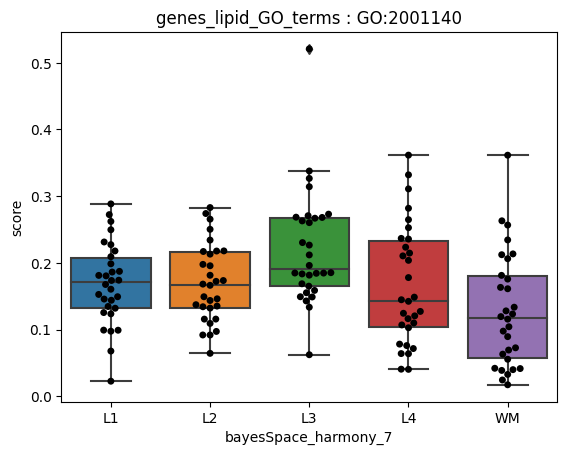 genes_lipid_GO_terms : GO:2001140
score
0.5
0.4
0.3
0.2
0.1
0.0
L1 L2 L3 L4 WM
bayesSpace_harmony_7